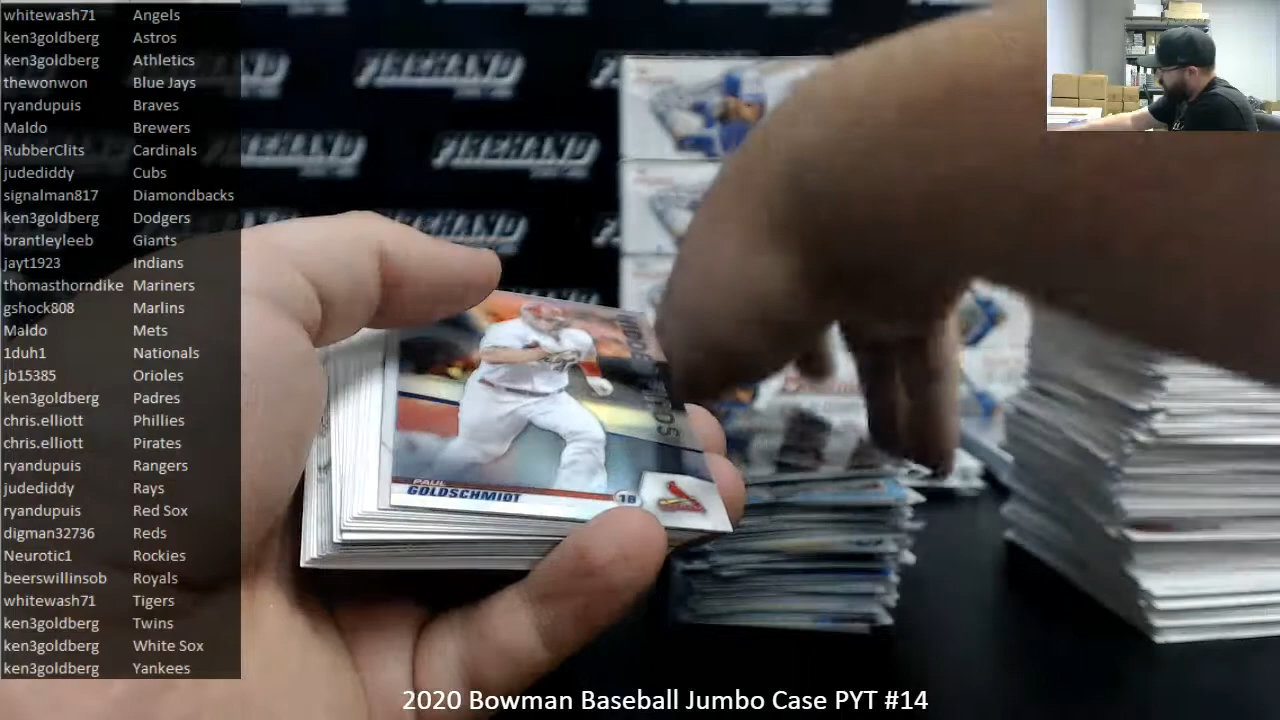 whitewash71 Angels
ken3goldberg Astros
ken3goldberg Athletics
thewonwon Blue Jays
ryandupuis Braves
Maldo Brewers
RubberClits Cardinals
judediddy Cubs
signalman817 Diamondbacks
ken3goldberg Dodgers
brantleyleeb Giants
jayt1923 Indians
thomasthorndike Mariners
gshock808 Marlins
Maldo Mets
1duh1 Nationals
jb15385 Orioles
ken3goldberg Padres
chris.elliott Phillies
chris.elliott Pirates
ryandupuis Rangers
judediddy Rays
ryandupuis Red Sox
digman32736 Reds
Neurotic1 Rockies
beerswillinsob Royals
whitewash71 Tigers
ken3goldberg Twins
ken3goldberg White Sox
ken3goldberg Yankees
FIREHAND
FIREHAND
PAUL
GOLDSCHMIDT
18
2020 Bowman Baseball Jumbo Case PYT #14